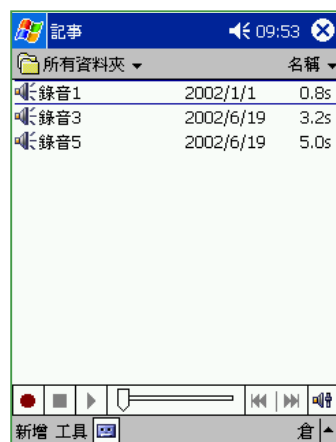 記事 09:53
所有資料夾 名稱
錄音1 2002/1/1 0.8s
錄音3 2002/6/19 3.2s
錄音5 2002/6/19 5.0s
新增 工具 倉